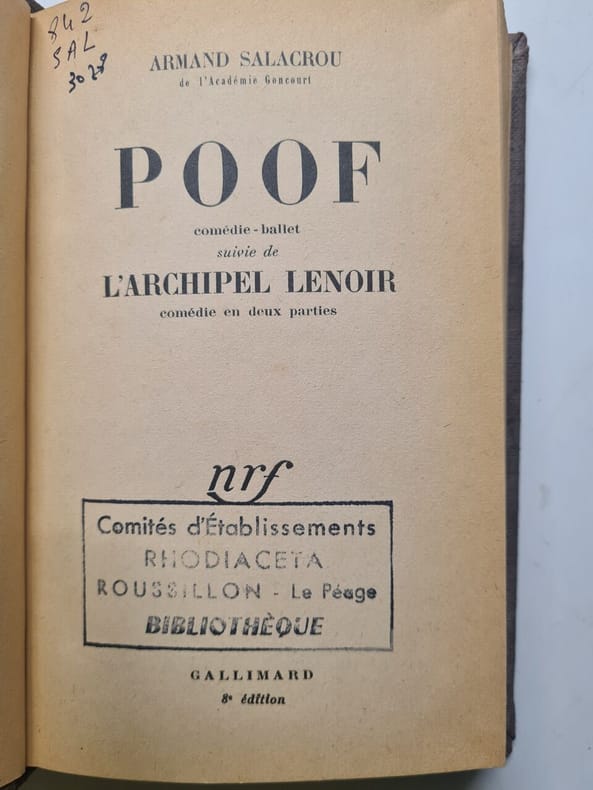 842
SAL
3028
ARMAND SALACROU
de l'Académie Goncourt
POOF
comédie-ballet
suivie de
L'ARCHIPEL LENOIR
comédie en deux parties
nrf
Comités d'Établissements
RHODIACETA
ROUSSILLON - Le Péage
BIBLIOTHÈQUE
GALLIMARD
8e édition